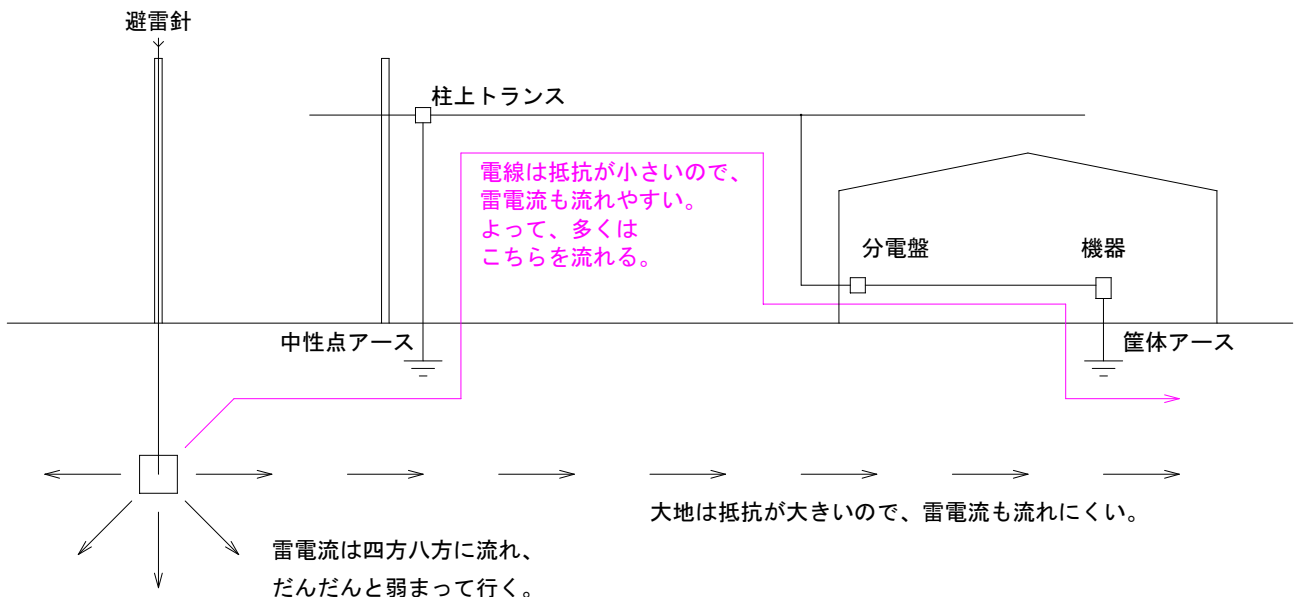 避雷針
柱上トランス
電線は抵抗が小さいので、
雷電流も流れやすい。
よって、多くは
こちらを流れる。
分電盤
機器
中性点アース
筐体アース
大地は抵抗が大きいので、雷電流も流れにくい。
雷電流は四方八方に流れ、
だんだんと弱まって行く。